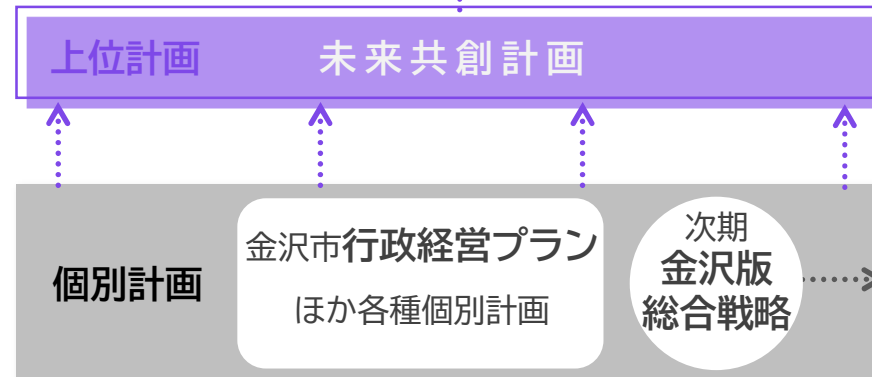 上位計画 未来共創計画
個別計画
金沢市行政経営プラン
ほか各種個別計画
次期
金沢版
総合戦略